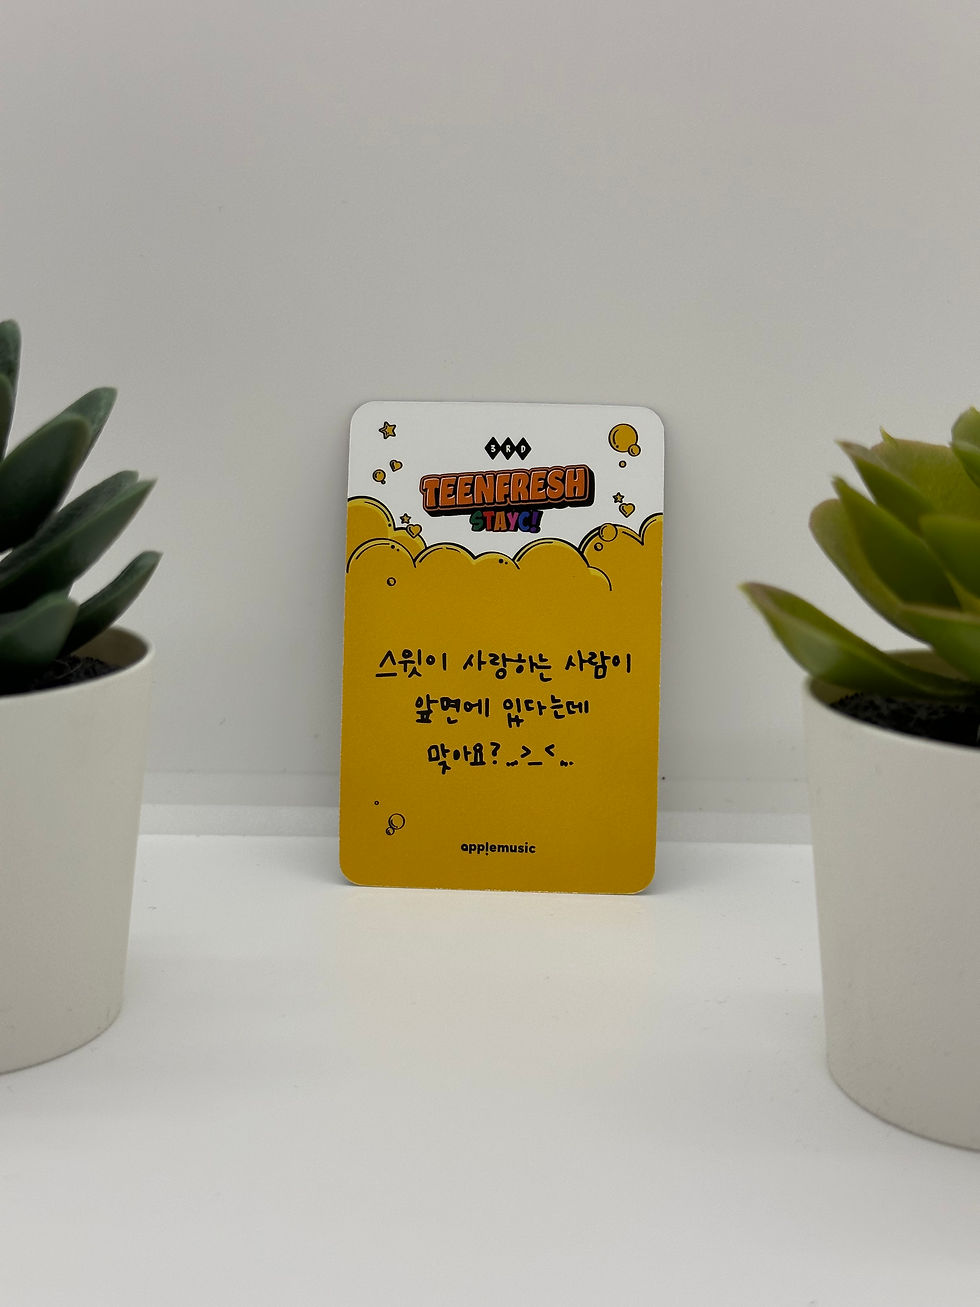 3RD
TEENFRESH
STAYC!
스윗이 사랑하는 사람이
앞면에 있다는데
맞아요? ...>_<...
applemusic